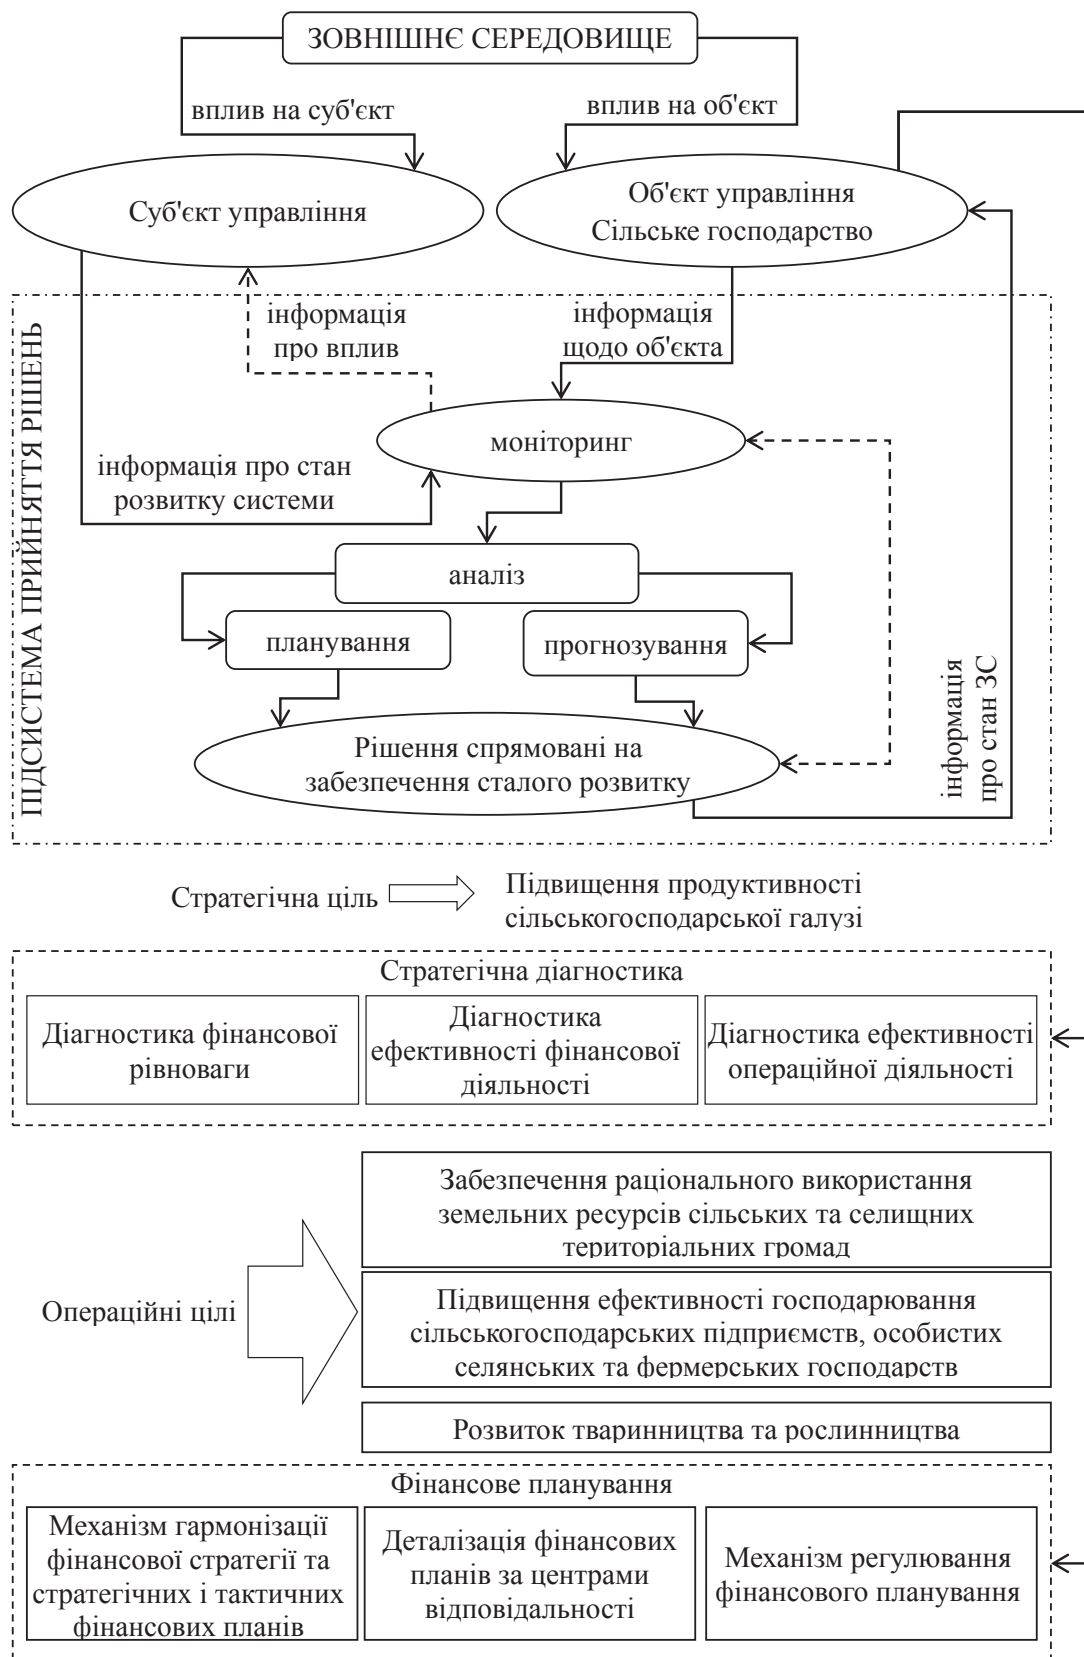 ЗОВНІШНЄ СЕРЕДОВИЩЕ
вплив на суб'єкт
вплив на об'єкт
Суб'єкт управління
Об'єкт управління
Сільське господарство
ПІДСИСТЕМА ПРИЙНЯТТЯ РІШЕНЬ
інформація
про вплив
інформація
щодо об'єкта
моніторинг
інформація про стан
розвитку системи
аналіз
планування
прогнозування
інформація
про стан ЗС
Рішення спрямовані на
забезпечення сталого розвитку
Стратегічна ціль
Підвищення продуктивності
сільськогосподарської галузі
Стратегічна діагностика
Діагностика фінансової
рівноваги
Діагностика
ефективності фінансової
діяльності
Діагностика ефективності
операційної діяльності
Операційні цілі
Забезпечення раціонального використання
земельних ресурсів сільських та селищних
територіальних громад
Підвищення ефективності господарювання
сільськогосподарських підприємств, особистих
селянських та фермерських господарств
Розвиток тваринництва та рослинництва
Фінансове планування
Механізм гармонізації
фінансової стратегії та
стратегічних і тактичних
фінансових планів
Деталізація фінансових
планів за центрами
відповідальності
Механізм регулювання
фінансового планування